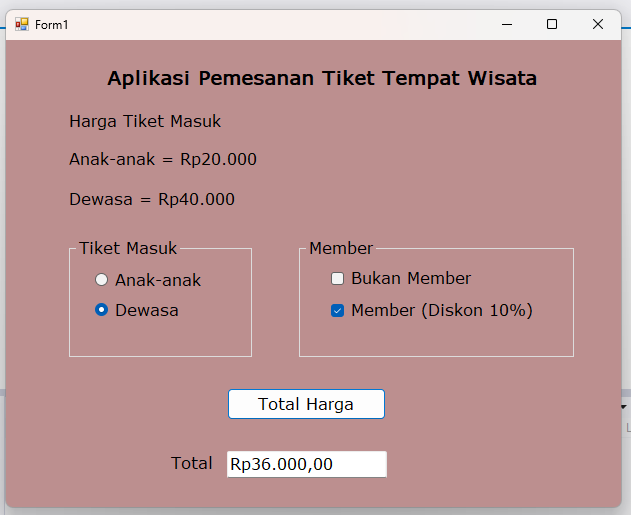 Form1
Aplikasi Pemesanan Tiket Tempat Wisata
Harga Tiket Masuk
Anak-anak = Rp20.000
Dewasa = Rp40.000
Tiket Masuk
Anak-anak
Dewasa
Member
Bukan Member
Member (Diskon 10%)
Total Harga
Total Rp36.000,00